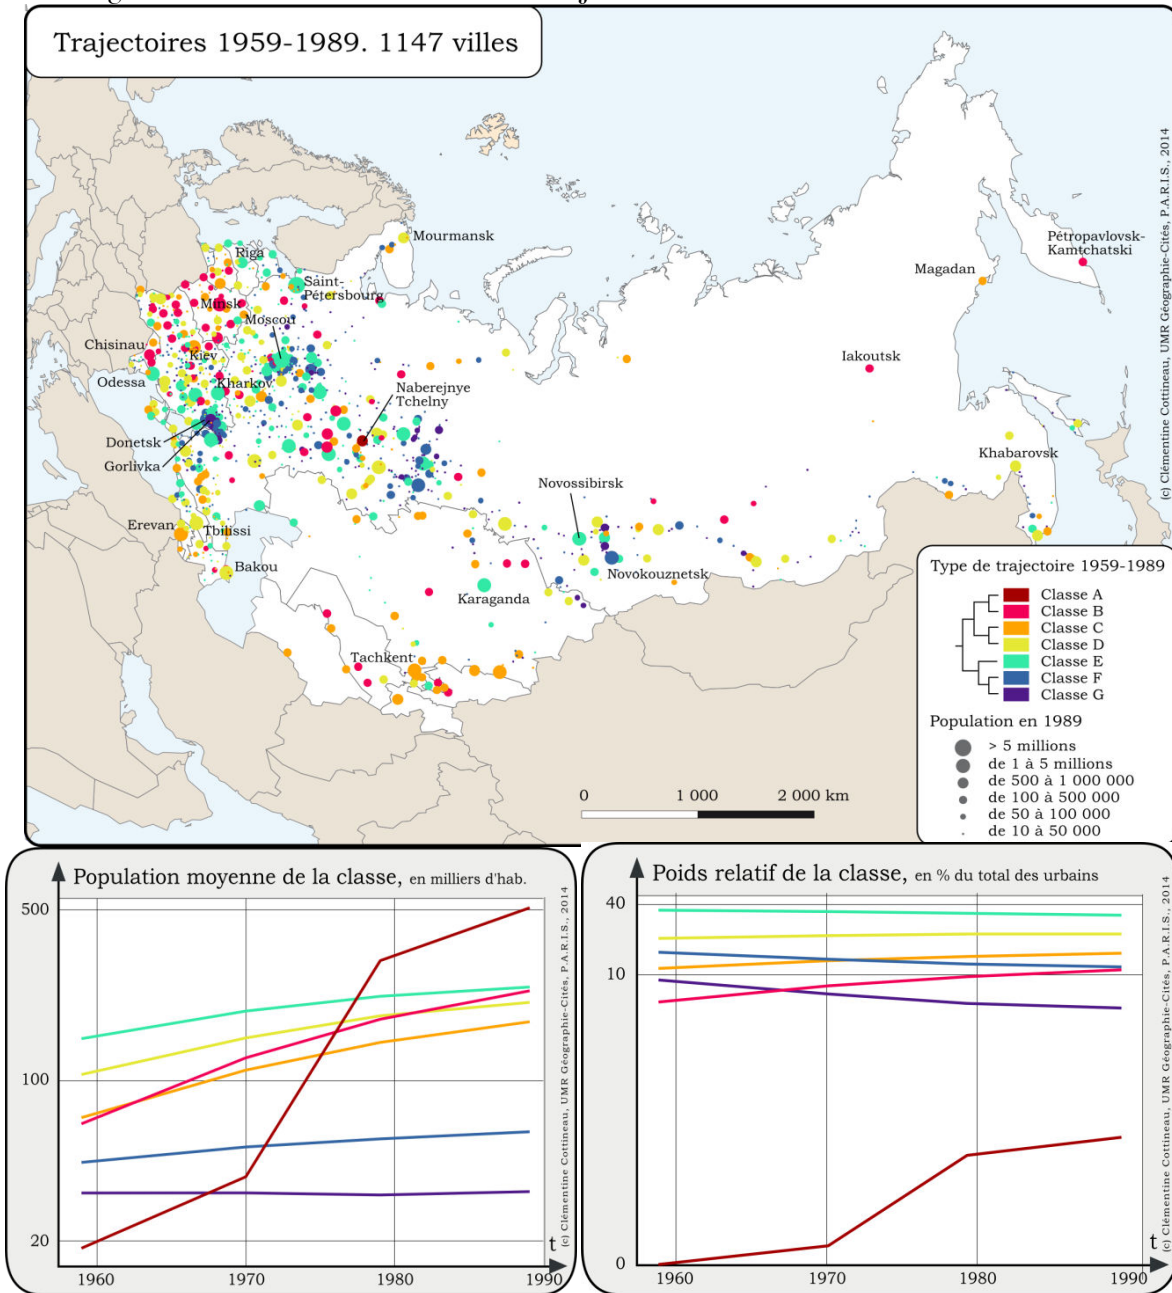 Trajectoires 1959-1989. 1147 villes
Mourmansk
Riga
Saint-
Pétersbourg
Minsk
Moscou
Chisinau
Kiev
Odessa
Kharkov
Naberejnye
Tchelny
Donetsk
Gorlivka
Erevan
Tbilissi
Bakou
Novossibirsk
Novokouznetsk
Karaganda
Tachkent
Magadan
Pétropavlovsk-
Kamtchatski
Iakoutsk
Khabarovsk
(c) Clémentine Cottineau, UMR Géographie-Cités, P.A.R.I.S., 2014
0 1 000 2 000 km
Type de trajectoire 1959-1989
Classe A
Classe B
Classe C
Classe D
Classe E
Classe F
Classe G
Population en 1989
> 5 millions
de 1 à 5 millions
de 500 à 1 000 000
de 100 à 500 000
de 50 à 100 000
de 10 à 50 000
Population moyenne de la classe, en milliers d'hab.
500
100
20
1960 1970 1980 1990
t
(c) Clémentine Cottineau, UMR Géographie-Cités, P.A.R.I.S., 2014
Poids relatif de la classe, en % du total des urbains
40
10
0
1960 1970 1980 1990
t
(c) Clémentine Cottineau, UMR Géographie-Cités, P.A.R.I.S., 2014